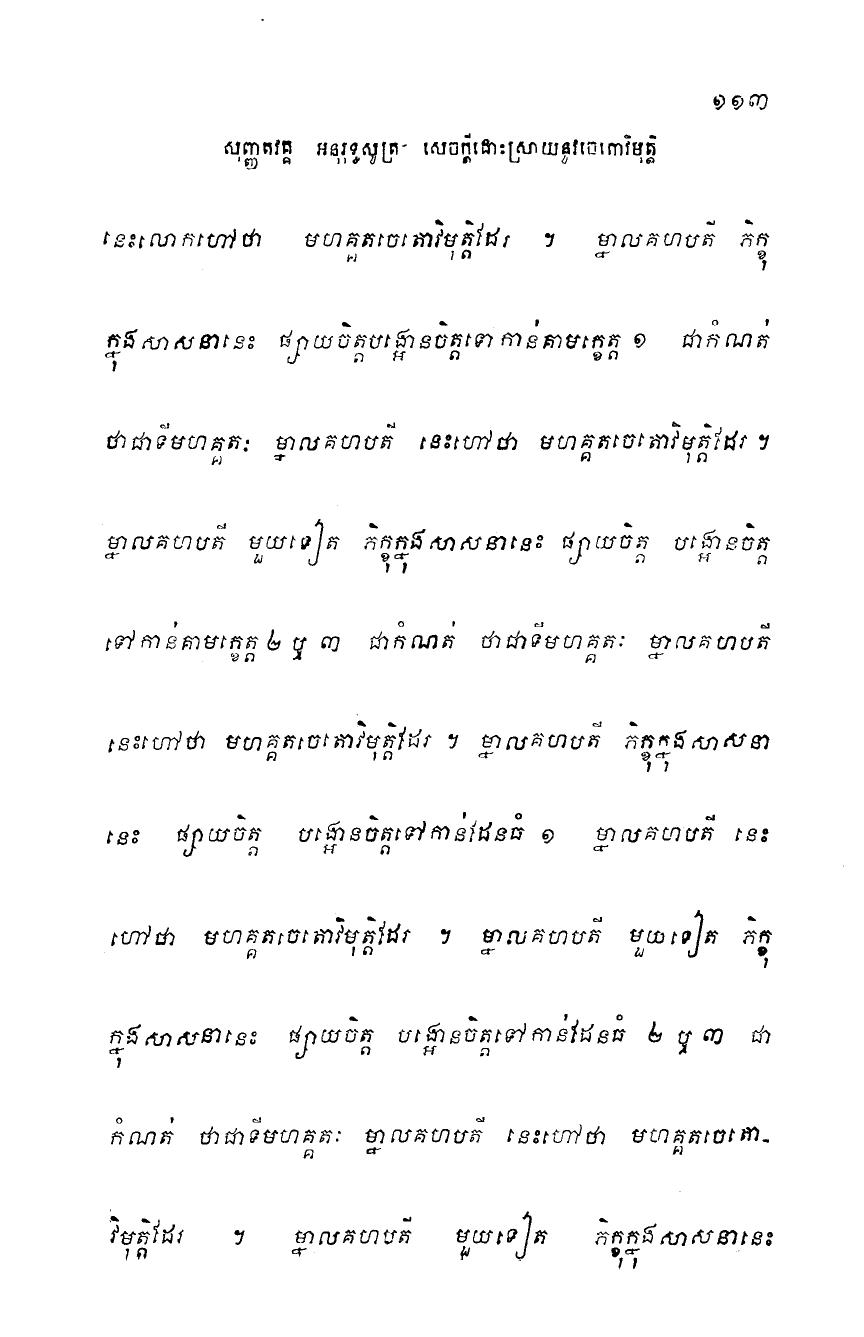 ១១៣
សុញ្ញតវគ្គ អនុរុទ្ធសូត្រ សេចក្តីដោះស្រាយនូវចេតោវិមុត្តិ
នេះលោកហៅថា មហគ្គតចេតោវិមុត្តិដែរ ។ ម្នាលគហបតី ភិក្ខុ
ក្នុងសាសនានេះ ផ្សាយចិត្តបង្អោនចិត្តទៅកាន់តាមក្ខេត្ត ១ ជាកំណត់
ថាជាទីមហគ្គតៈ ម្នាលគហបតី នេះហៅថា មហគ្គតចេតោវិមុត្តិដែរ ។
ម្នាលគហបតី មួយទៀត ភិក្ខុក្នុងសាសនានេះ ផ្សាយចិត្ត បង្អោនចិត្ត
ទៅកាន់តាមក្ខេត្ត ២ ឬ ៣ ជាកំណត់ ថាជាទីមហគ្គតៈ ម្នាលគហបតី
នេះហៅថា មហគ្គតចេតោវិមុត្តិដែរ ។ ម្នាលគហបតី ភិក្ខុក្នុងសាសនា
នេះ ផ្សាយចិត្ត បង្អោនចិត្តទៅកាន់ដែនធំ ១ ម្នាលគហបតី នេះ
ហៅថា មហគ្គតចេតោវិមុត្តិដែរ ។ ម្នាលគហបតី មួយទៀត ភិក្ខុ
ក្នុងសាសនានេះ ផ្សាយចិត្ត បង្អោនចិត្តទៅកាន់ដែនធំ ២ ឬ ៣ ជា
កំណត់ ថាជាទីមហគ្គតៈ ម្នាលគហបតី នេះហៅថា មហគ្គតចេតោ-
វិមុត្តិដែរ ។ ម្នាលគហបតី មួយទៀត ភិក្ខុក្នុងសាសនានេះ